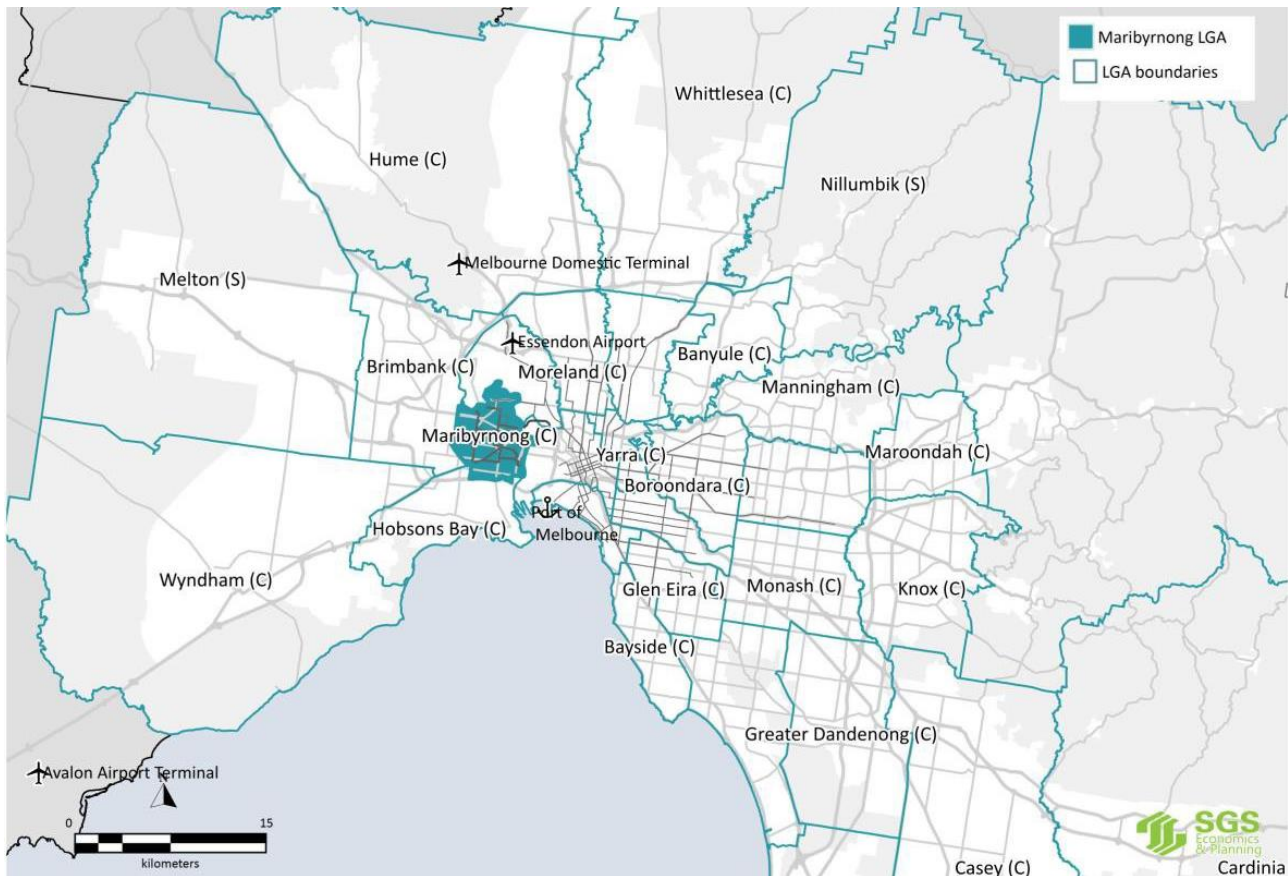 Maribyrnong LGA
LGA boundaries
Whittlesea (C)
Hume (C)
Nillumbik (S)
Melbourne Domestic Terminal
Melton (S)
Essendon Airport
Banyule (C)
Brimbank (C)
Moreland (C)
Manningham (C)
Maribyrnong (C)
Maroondah (C)
Yarra (C)
Boroondara (C)
Port of
Melbourne
Hobsons Bay (C)
Wyndham (C)
Glen Eira (C)
Monash (C)
Knox (C)
Bayside (C)
Greater Dandenong (C)
Avalon Airport Terminal
N
0
15
kilometers
SGS
Economics
& Planning
Casey (C)
Cardinia